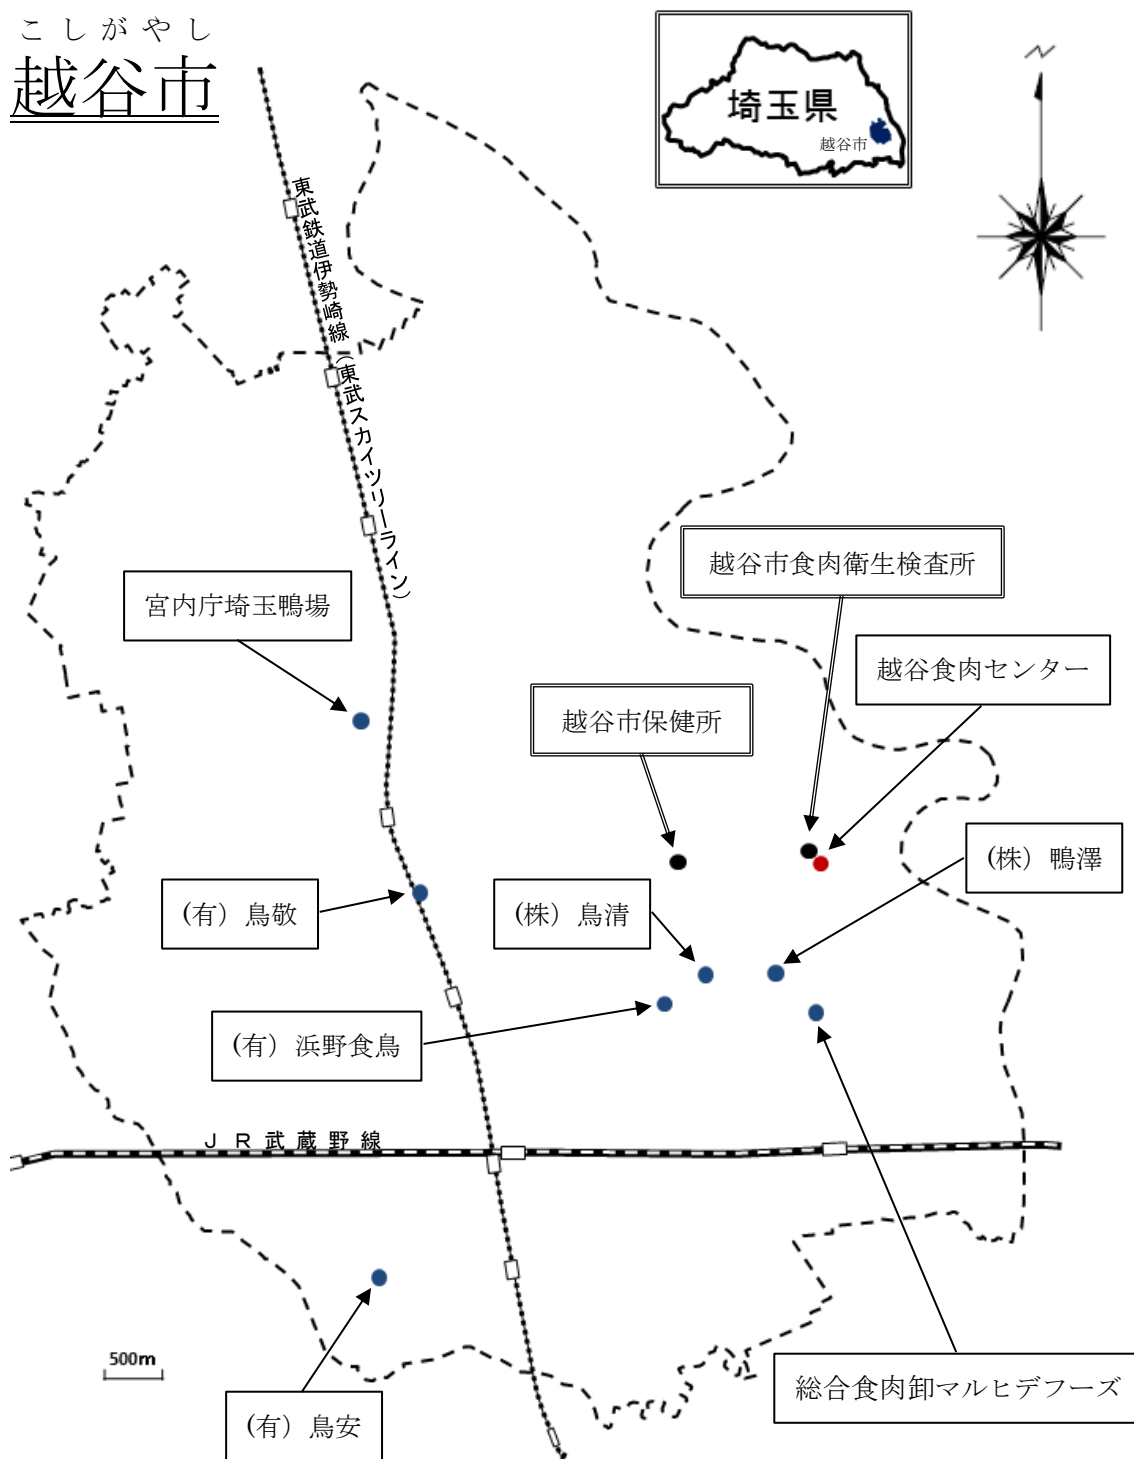 こしがやし
越谷市
埼玉県
越谷市
東武鉄道伊勢崎線（東武スカイツリーライン）
越谷市食肉衛生検査所
宮内庁埼玉鴨場
越谷食肉センター
越谷市保健所
(株）鴨澤
(有）鳥敬
(株）鳥清
(有）浜野食鳥
ＪＲ武蔵野線
500m
総合食肉卸マルヒデフーズ
(有）鳥安